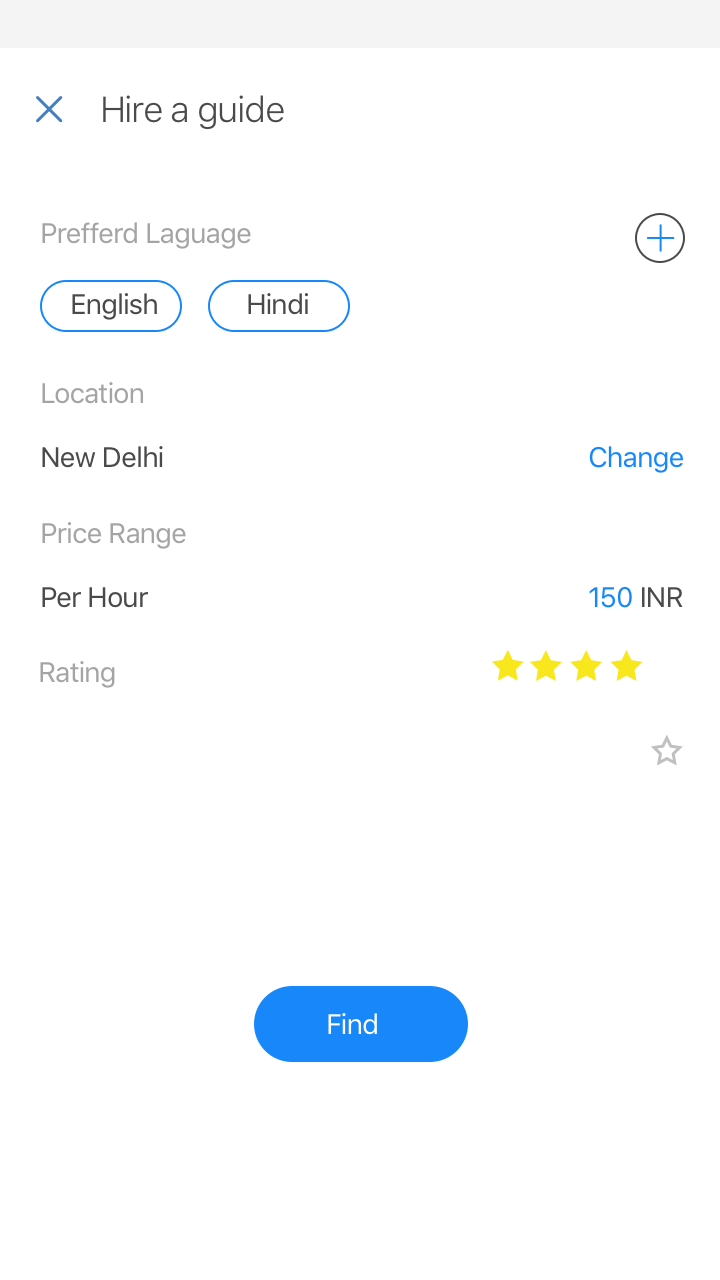 Hire a guide
Prefferd Laguage
English Hindi
Location
New Delhi Change
Price Range
Per Hour 150 INR
Rating
Find